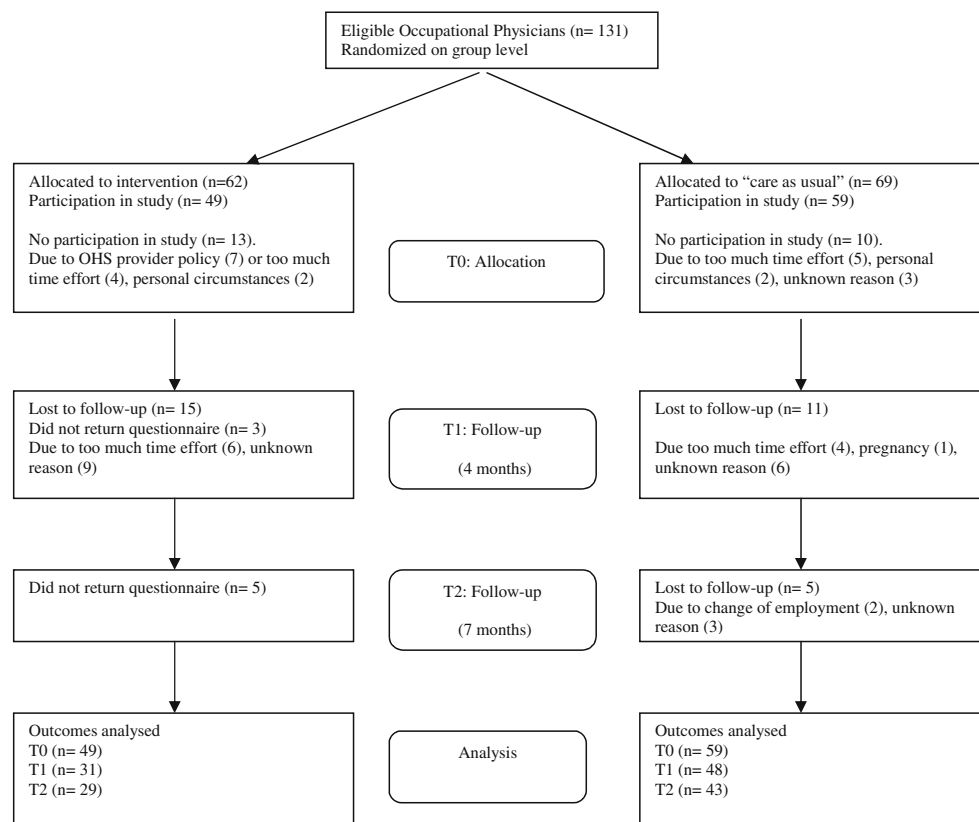 Eligible Occupational Physicians (n= 131)
Randomized on group level
Allocated to intervention (n=62)
Participation in study (n= 49)
No participation in study (n= 13).
Due to OHS provider policy (7) or too much
time effort (4), personal circumstances (2)
T0: Allocation
Allocated to “care as usual” (n= 69)
Participation in study (n= 59)
No participation in study (n= 10).
Due to too much time effort (5), personal
circumstances (2), unknown reason (3)
Lost to follow-up (n= 15)
Did not return questionnaire (n= 3)
Due to too much time effort (6), unknown
reason (9)
T1: Follow-up
(4 months)
Lost to follow-up (n= 11)
Due too much time effort (4), pregnancy (1),
unknown reason (6)
Did not return questionnaire (n= 5)
T2: Follow-up
(7 months)
Lost to follow-up (n= 5)
Due to change of employment (2), unknown
reason (3)
Outcomes analysed
T0 (n= 49)
T1 (n= 31)
T2 (n= 29)
Analysis
Outcomes analysed
T0 (n= 59)
T1 (n= 48)
T2 (n= 43)